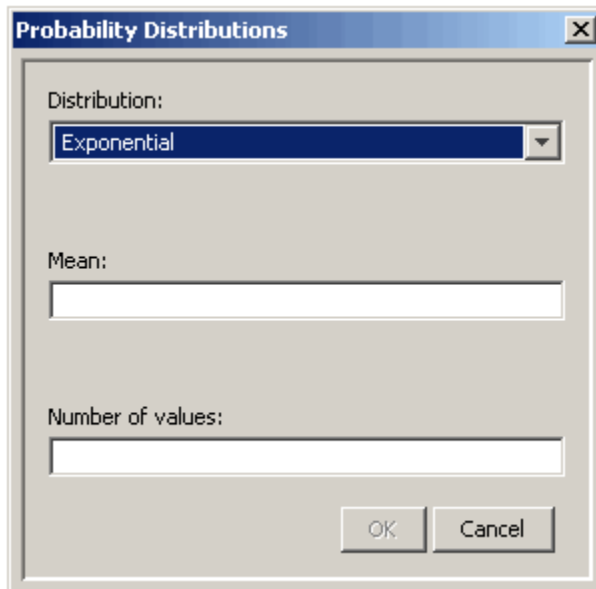 Probability Distributions
Distribution:
Exponential
Mean:
Number of values:
OK Cancel